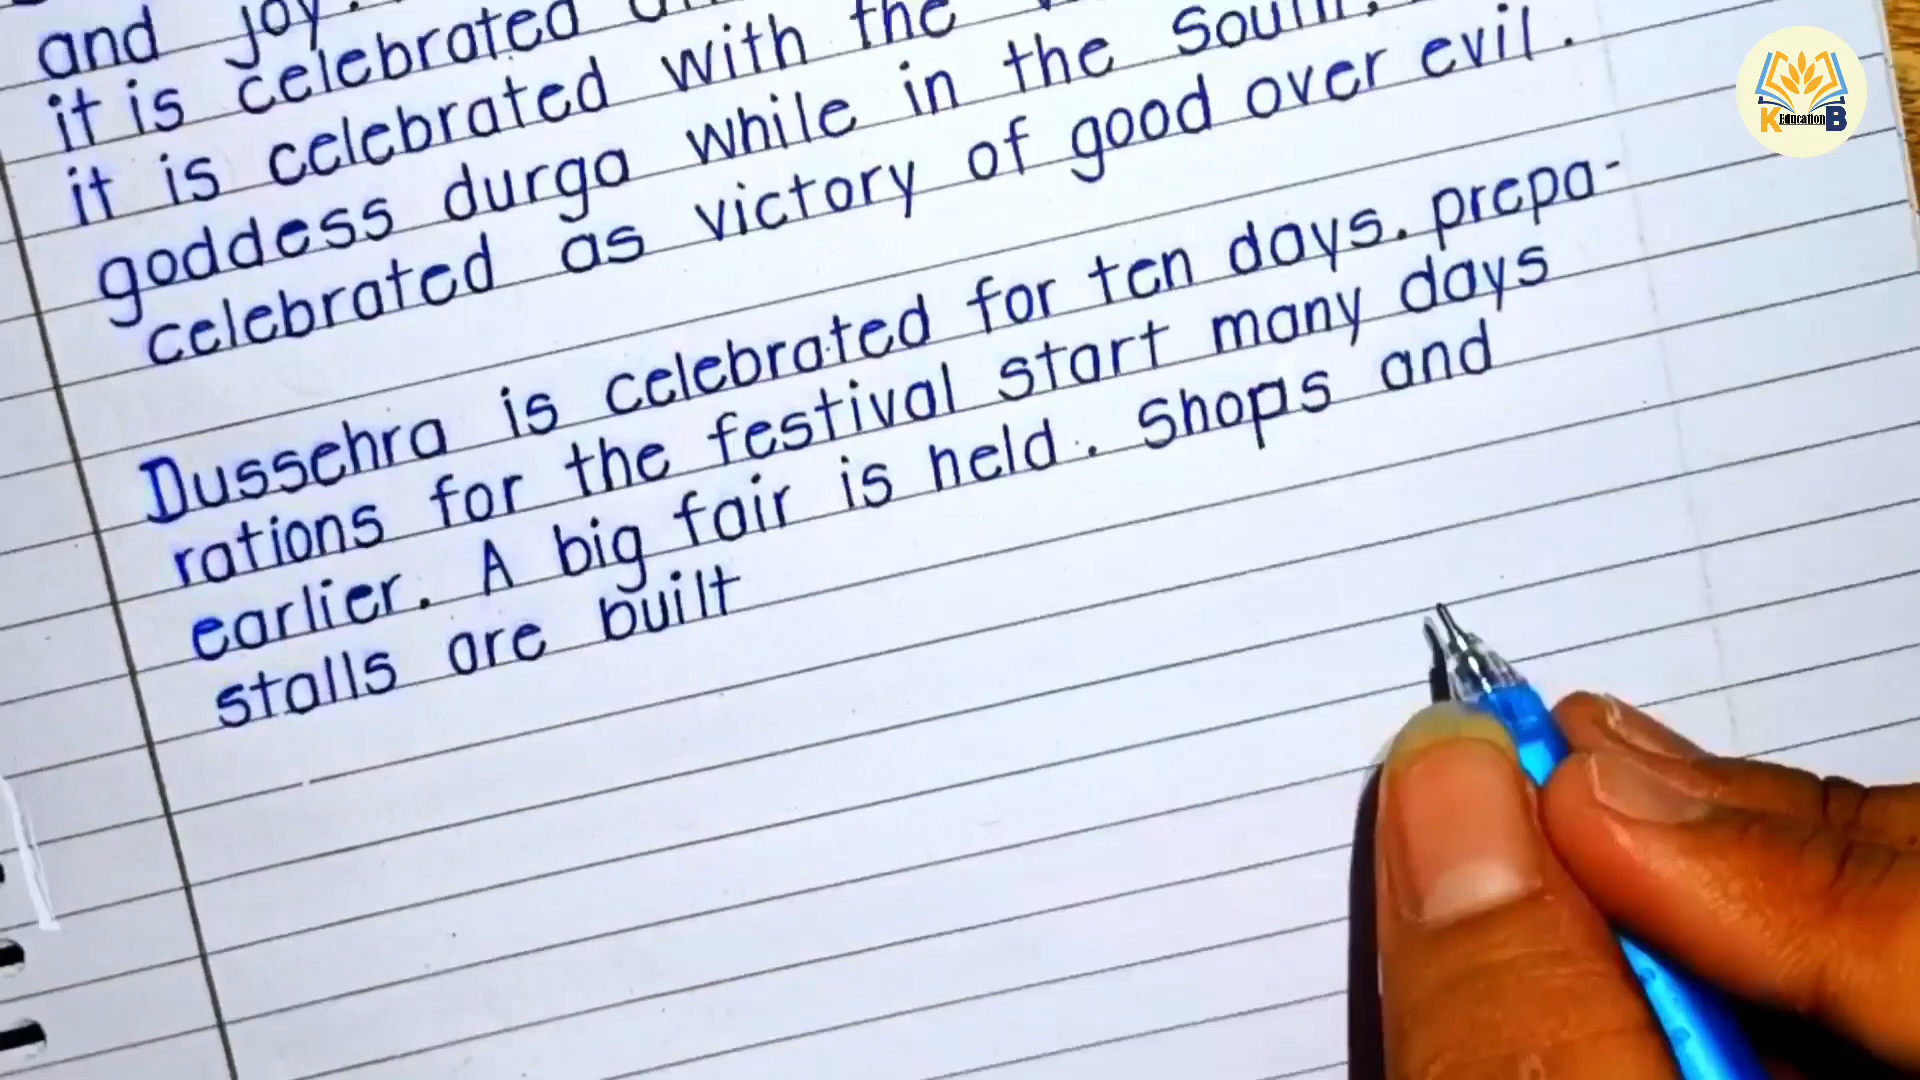 and joy.
it is celebrated
it is celebrated with the
goddess durga while in the South,
celebrated as victory of good over evil.
Dussehra is celebrated for ten days. prepa-
rations for the festival start many days
earlier. A big fair is held. Shops and
stalls are built
K Education B